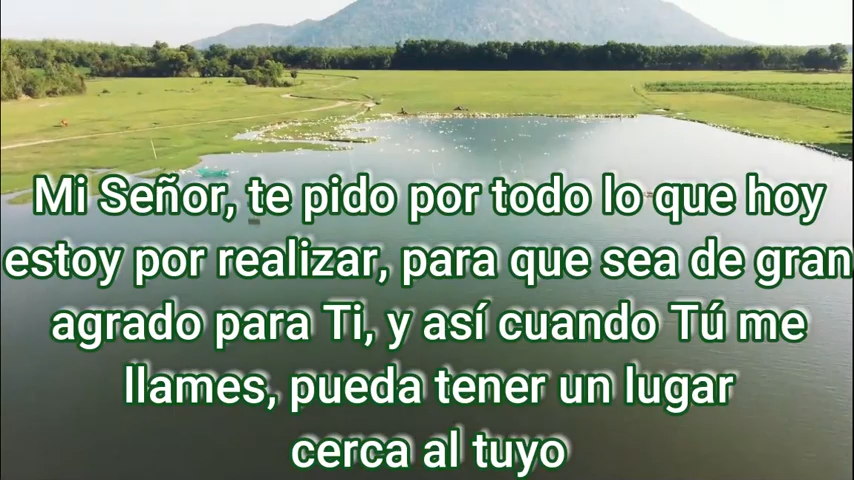 Mi Señor, te pido por todo lo que hoy
estoy por realizar, para que sea de gran
agrado para Ti, y así cuando Tú me
llames, pueda tener un lugar
cerca al tuyo